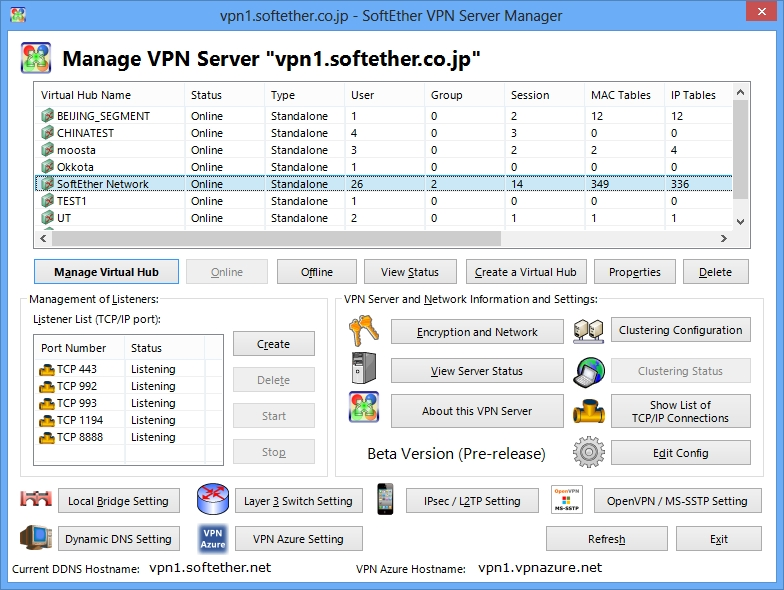 vpn1.softether.co.jp - SoftEther VPN Server Manager
Manage VPN Server "vpn1.softether.co.jp"
Virtual Hub Name Status Type User Group Session MAC Tables IP Tables
BEIJING_SEGMENT Online Standalone 1 0 2 12 12
CHINATEST Online Standalone 4 0 3 0 0
moosta Online Standalone 3 0 2 2 4
Okkota Online Standalone 1 0 0 0 0
SoftEther Network Online Standalone 26 2 14 349 336
TEST1 Online Standalone 1 0 0 0 0
UT Online Standalone 2 0 1 1 1
Manage Virtual Hub Online Offline View Status Create a Virtual Hub Properties Delete
Management of Listeners:
Listener List (TCP/IP port):
Port Number Status
TCP 443 Listening
TCP 992 Listening
TCP 993 Listening
TCP 1194 Listening
TCP 8888 Listening
Create
Delete
Start
Stop
VPN Server and Network Information and Settings:
Encryption and Network Clustering Configuration
View Server Status Clustering Status
About this VPN Server Show List of
TCP/IP Connections
Beta Version (Pre-release) Edit Config
Local Bridge Setting Layer 3 Switch Setting IPsec / L2TP Setting OpenVPN MS-SSTP OpenVPN / MS-SSTP Setting
Dynamic DNS Setting VPN Azure VPN Azure Setting Refresh Exit
Current DDNS Hostname: vpn1.softether.net VPN Azure Hostname: vpn1.vpnazure.net